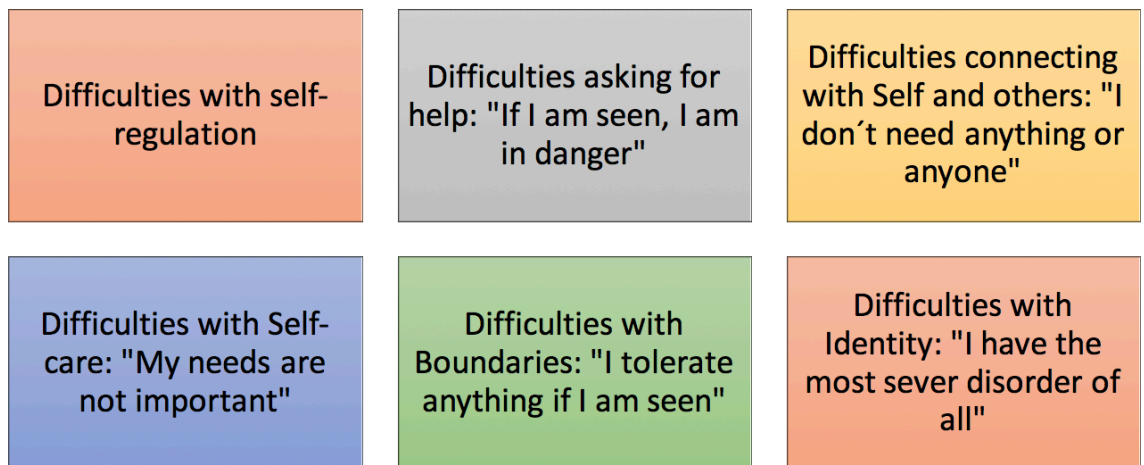 Difficulties with self-
regulation
Difficulties asking for
help: "If I am seen, I am
in danger"
Difficulties connecting
with Self and others: "I
don´t need anything or
anyone"
Difficulties with Self-
care: "My needs are
not important"
Difficulties with
Boundaries: "I tolerate
anything if I am seen"
Difficulties with
Identity: "I have the
most sever disorder of
all"